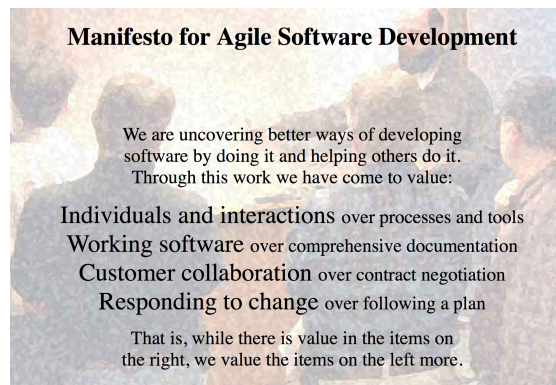 Manifesto for Agile Software Development
We are uncovering better ways of developing
software by doing it and helping others do it.
Through this work we have come to value:
Individuals and interactions over processes and tools
Working software over comprehensive documentation
Customer collaboration over contract negotiation
Responding to change over following a plan
That is, while there is value in the items on
the right, we value the items on the left more.